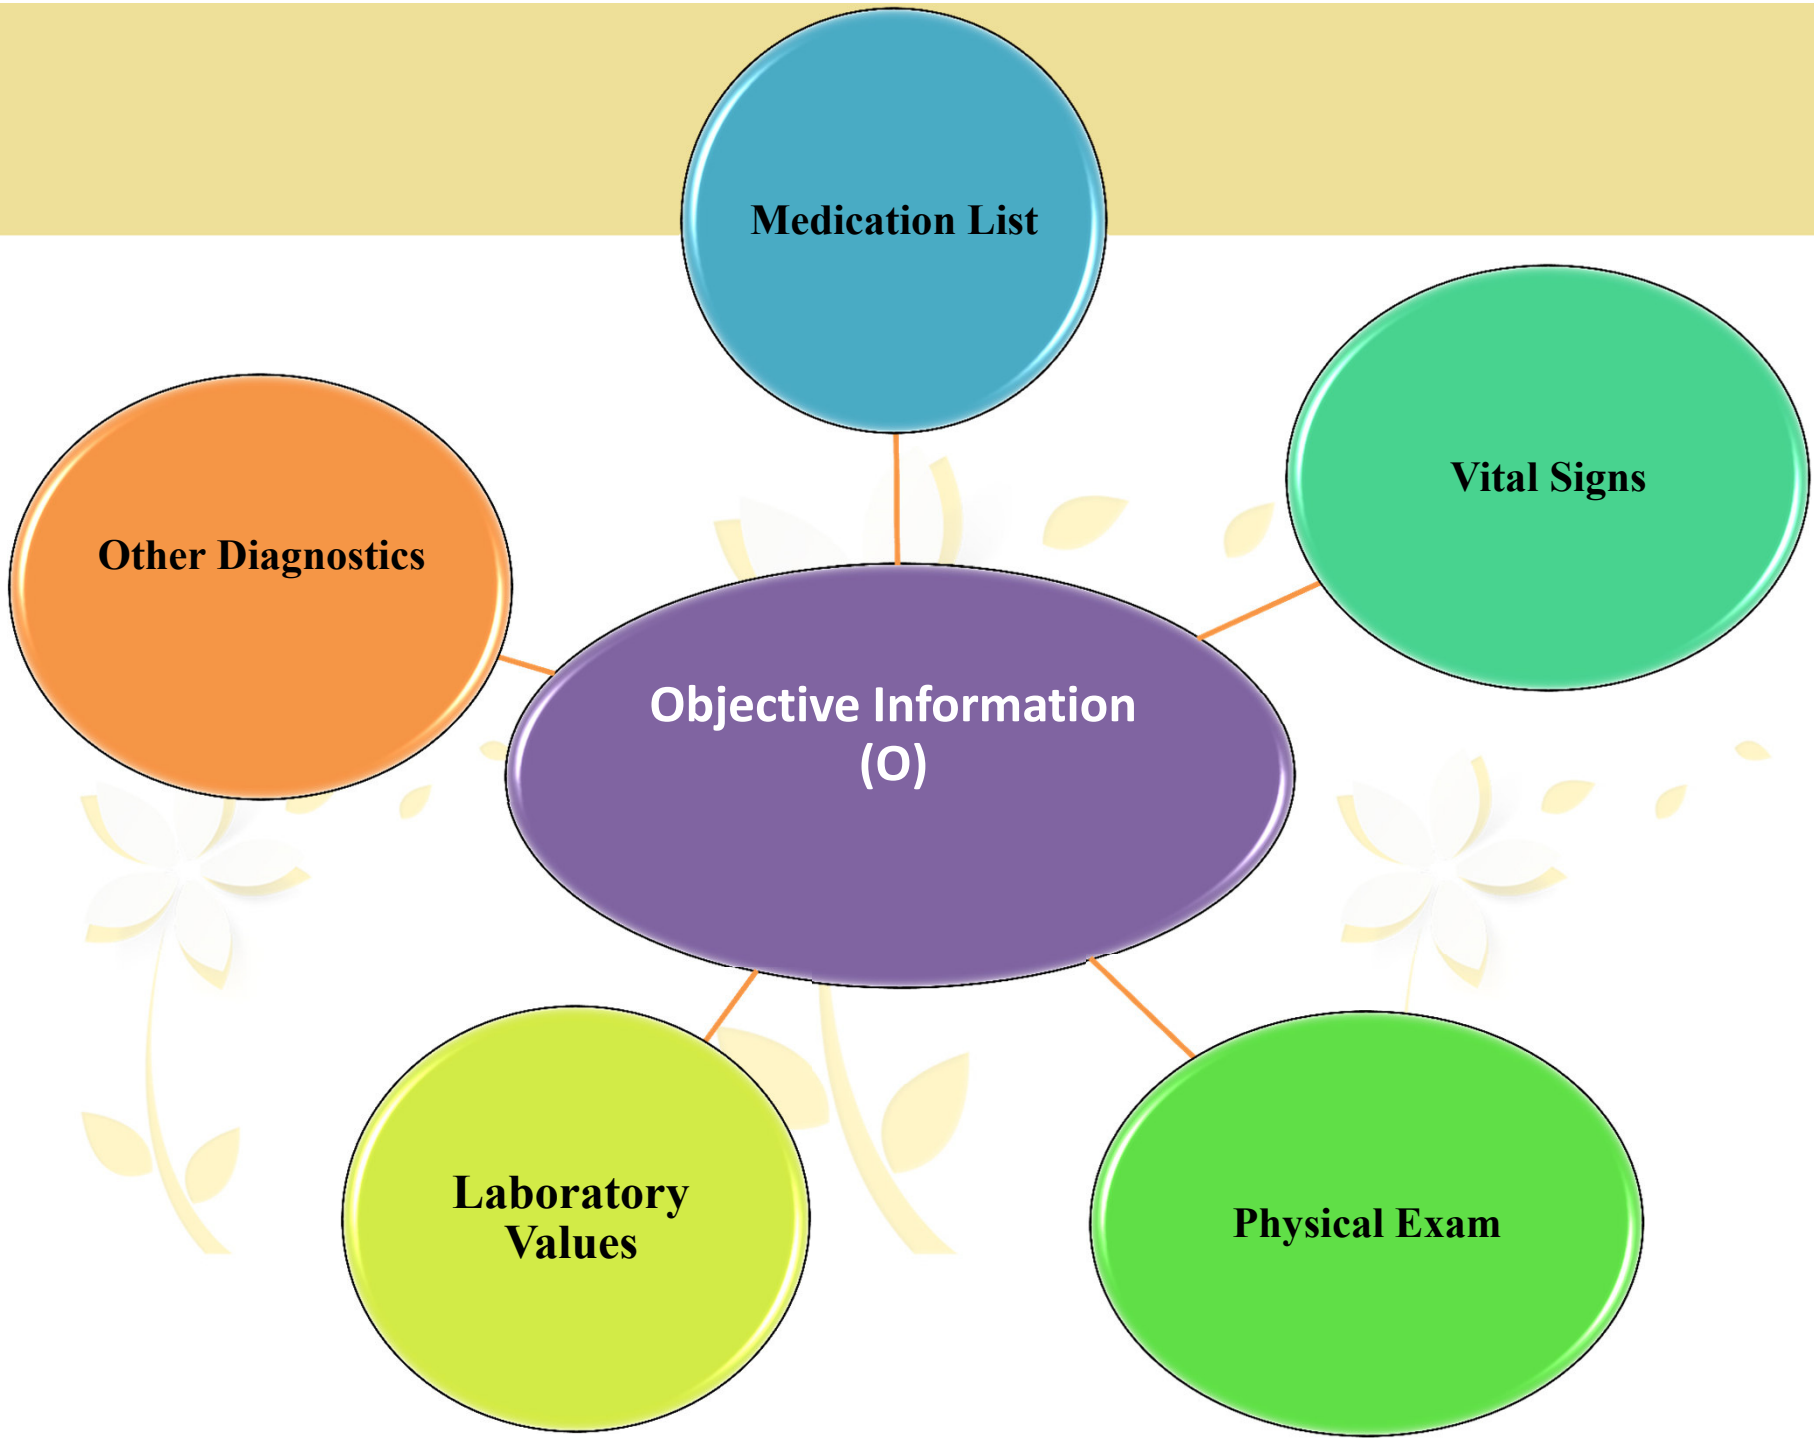 Medication List
Vital Signs
Other Diagnostics
Objective Information
(O)
Laboratory
Values
Physical Exam